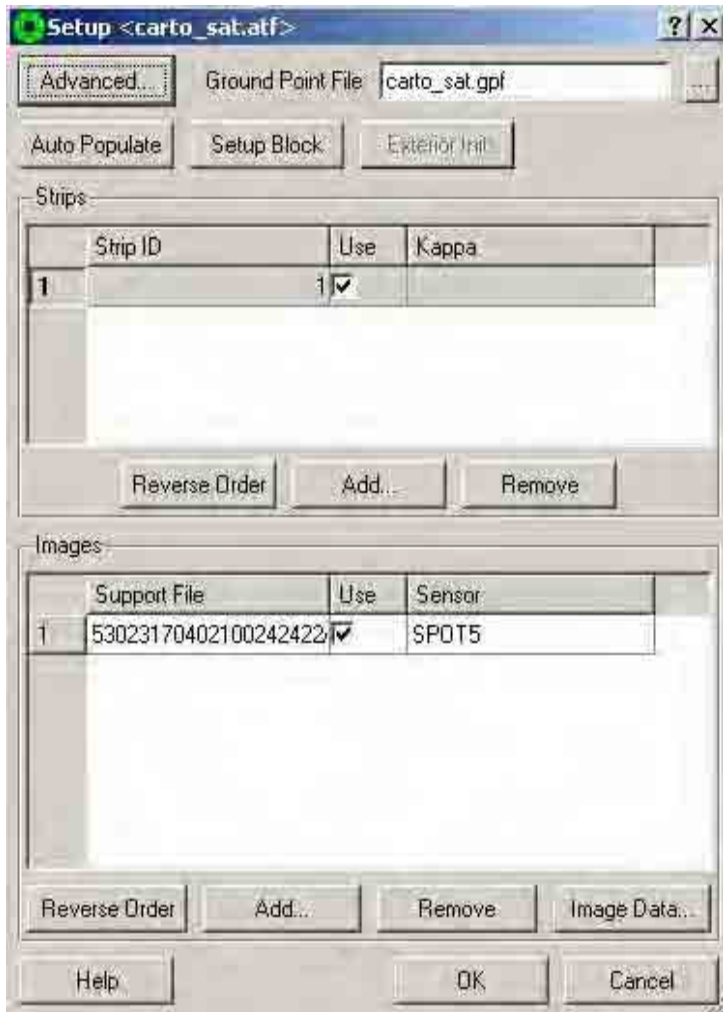 Setup <carto_sat.atf>
Advanced... Ground Point File carto_sat.gpf ...
Auto Populate Setup Block Exterior Init.
Strips
Strip ID Use Kappa
1 1
Reverse Order Add... Remove
Images
Support File Use Sensor
1 53023170402100242422 SPOT5
Reverse Order Add... Remove Image Data...
Help OK Cancel